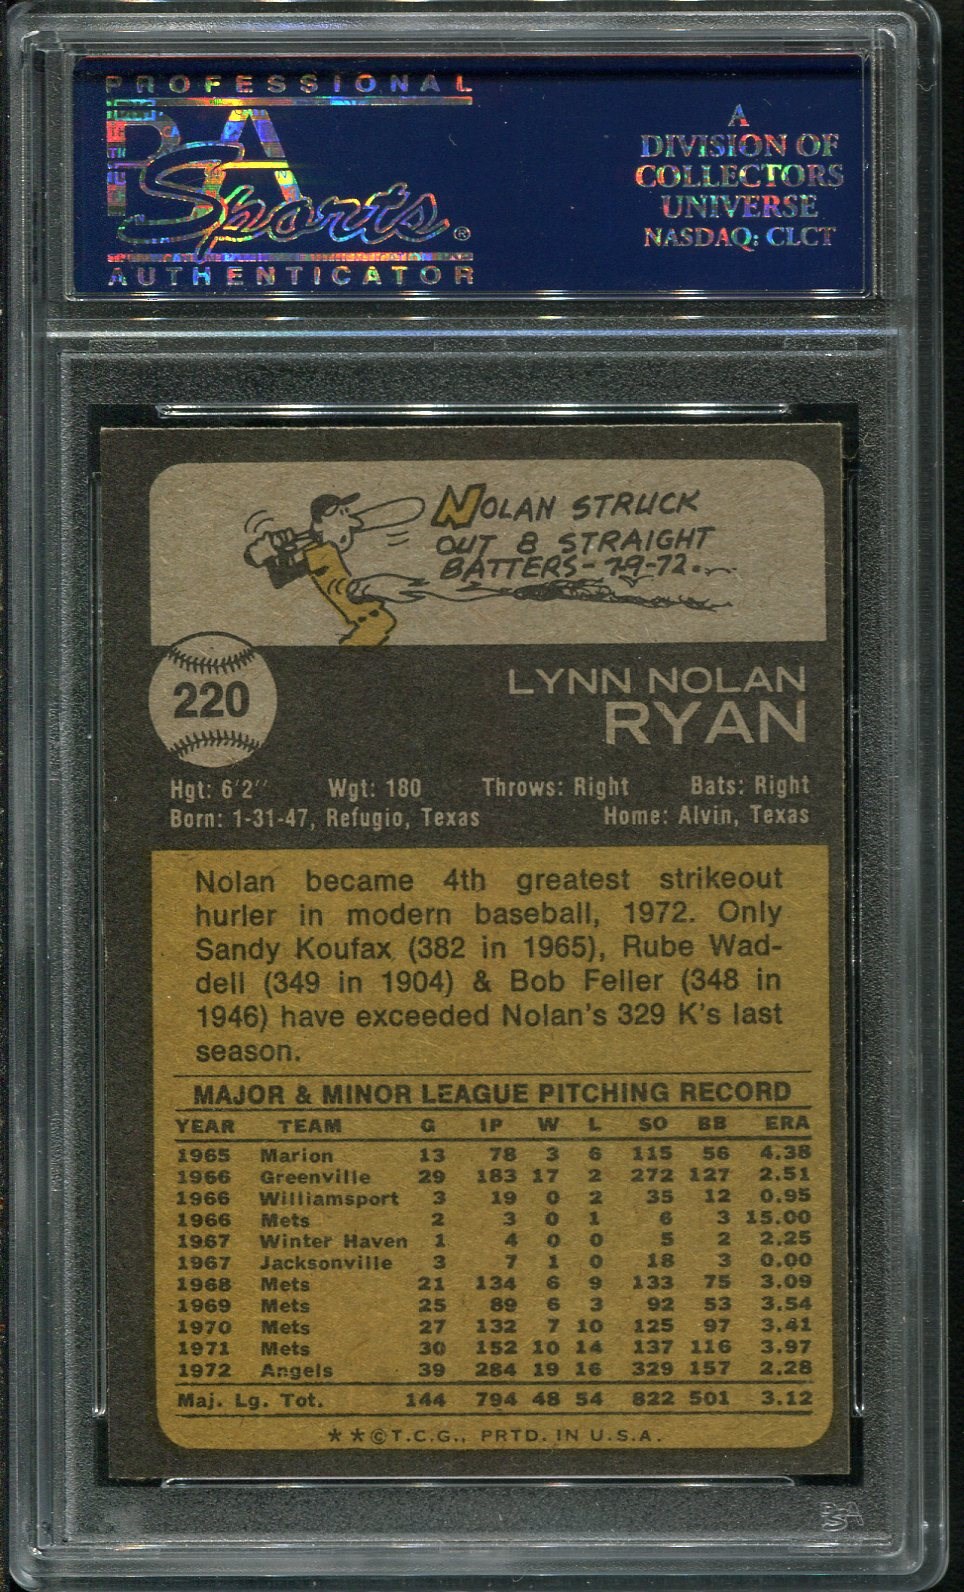 PROFESSIONAL
PSA
Sports®
AUTHENTICATOR
A
DIVISION OF
COLLECTORS
UNIVERSE
NASDAQ: CLCT
NOLAN STRUCK
OUT 8 STRAIGHT
BATTERS-7-9-72.
220
LYNN NOLAN
RYAN
Hgt: 6'2" Wgt: 180 Throws: Right Bats: Right
Born: 1-31-47, Refugio, Texas Home: Alvin, Texas
Nolan became 4th greatest strikeout
hurler in modern baseball, 1972. Only
Sandy Koufax (382 in 1965), Rube Wad-
dell (349 in 1904) & Bob Feller (348 in
1946) have exceeded Nolan's 329 K's last
season.
MAJOR & MINOR LEAGUE PITCHING RECORD
YEAR TEAM G IP W L SO BB ERA
1965 Marion 13 78 3 6 115 56 4.38
1966 Greenville 29 183 17 2 272 127 2.51
1966 Williamsport 3 19 0 2 35 12 0.95
1966 Mets 2 3 0 1 6 3 15.00
1967 Winter Haven 1 4 0 0 5 2 2.25
1967 Jacksonville 3 7 1 0 18 3 0.00
1968 Mets 21 134 6 9 133 75 3.09
1969 Mets 25 89 6 3 92 53 3.54
1970 Mets 27 132 7 10 125 97 3.41
1971 Mets 30 152 10 14 137 116 3.97
1972 Angels 39 284 19 16 329 157 2.28
Maj. Lg. Tot. 144 794 48 54 822 501 3.12
**©T.C.G., PRTD. IN U.S.A.
PSA